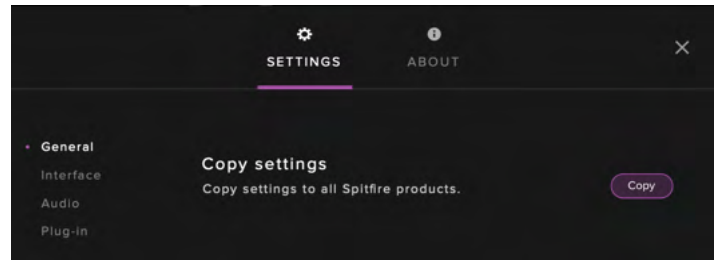 SETTINGS
ABOUT
General
Interface
Audio
Plug-in
Copy settings
Copy settings to all Spitfire products.
Copy